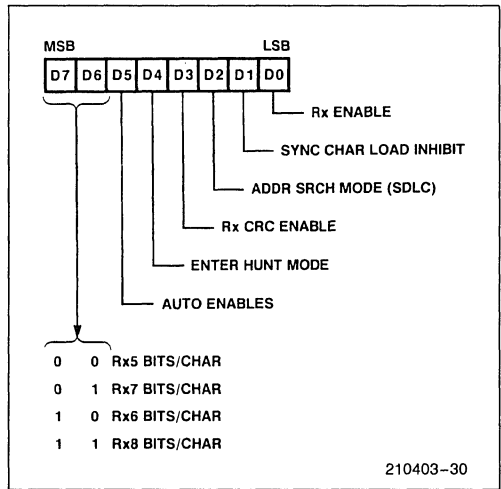 MSB LSB
D7 D6 D5 D4 D3 D2 D1 D0
Rx ENABLE
SYNC CHAR LOAD INHIBIT
ADDR SRCH MODE (SDLC)
Rx CRC ENABLE
ENTER HUNT MODE
AUTO ENABLES
0 0 Rx5 BITS/CHAR
0 1 Rx7 BITS/CHAR
1 0 Rx6 BITS/CHAR
1 1 Rx8 BITS/CHAR
210403-30